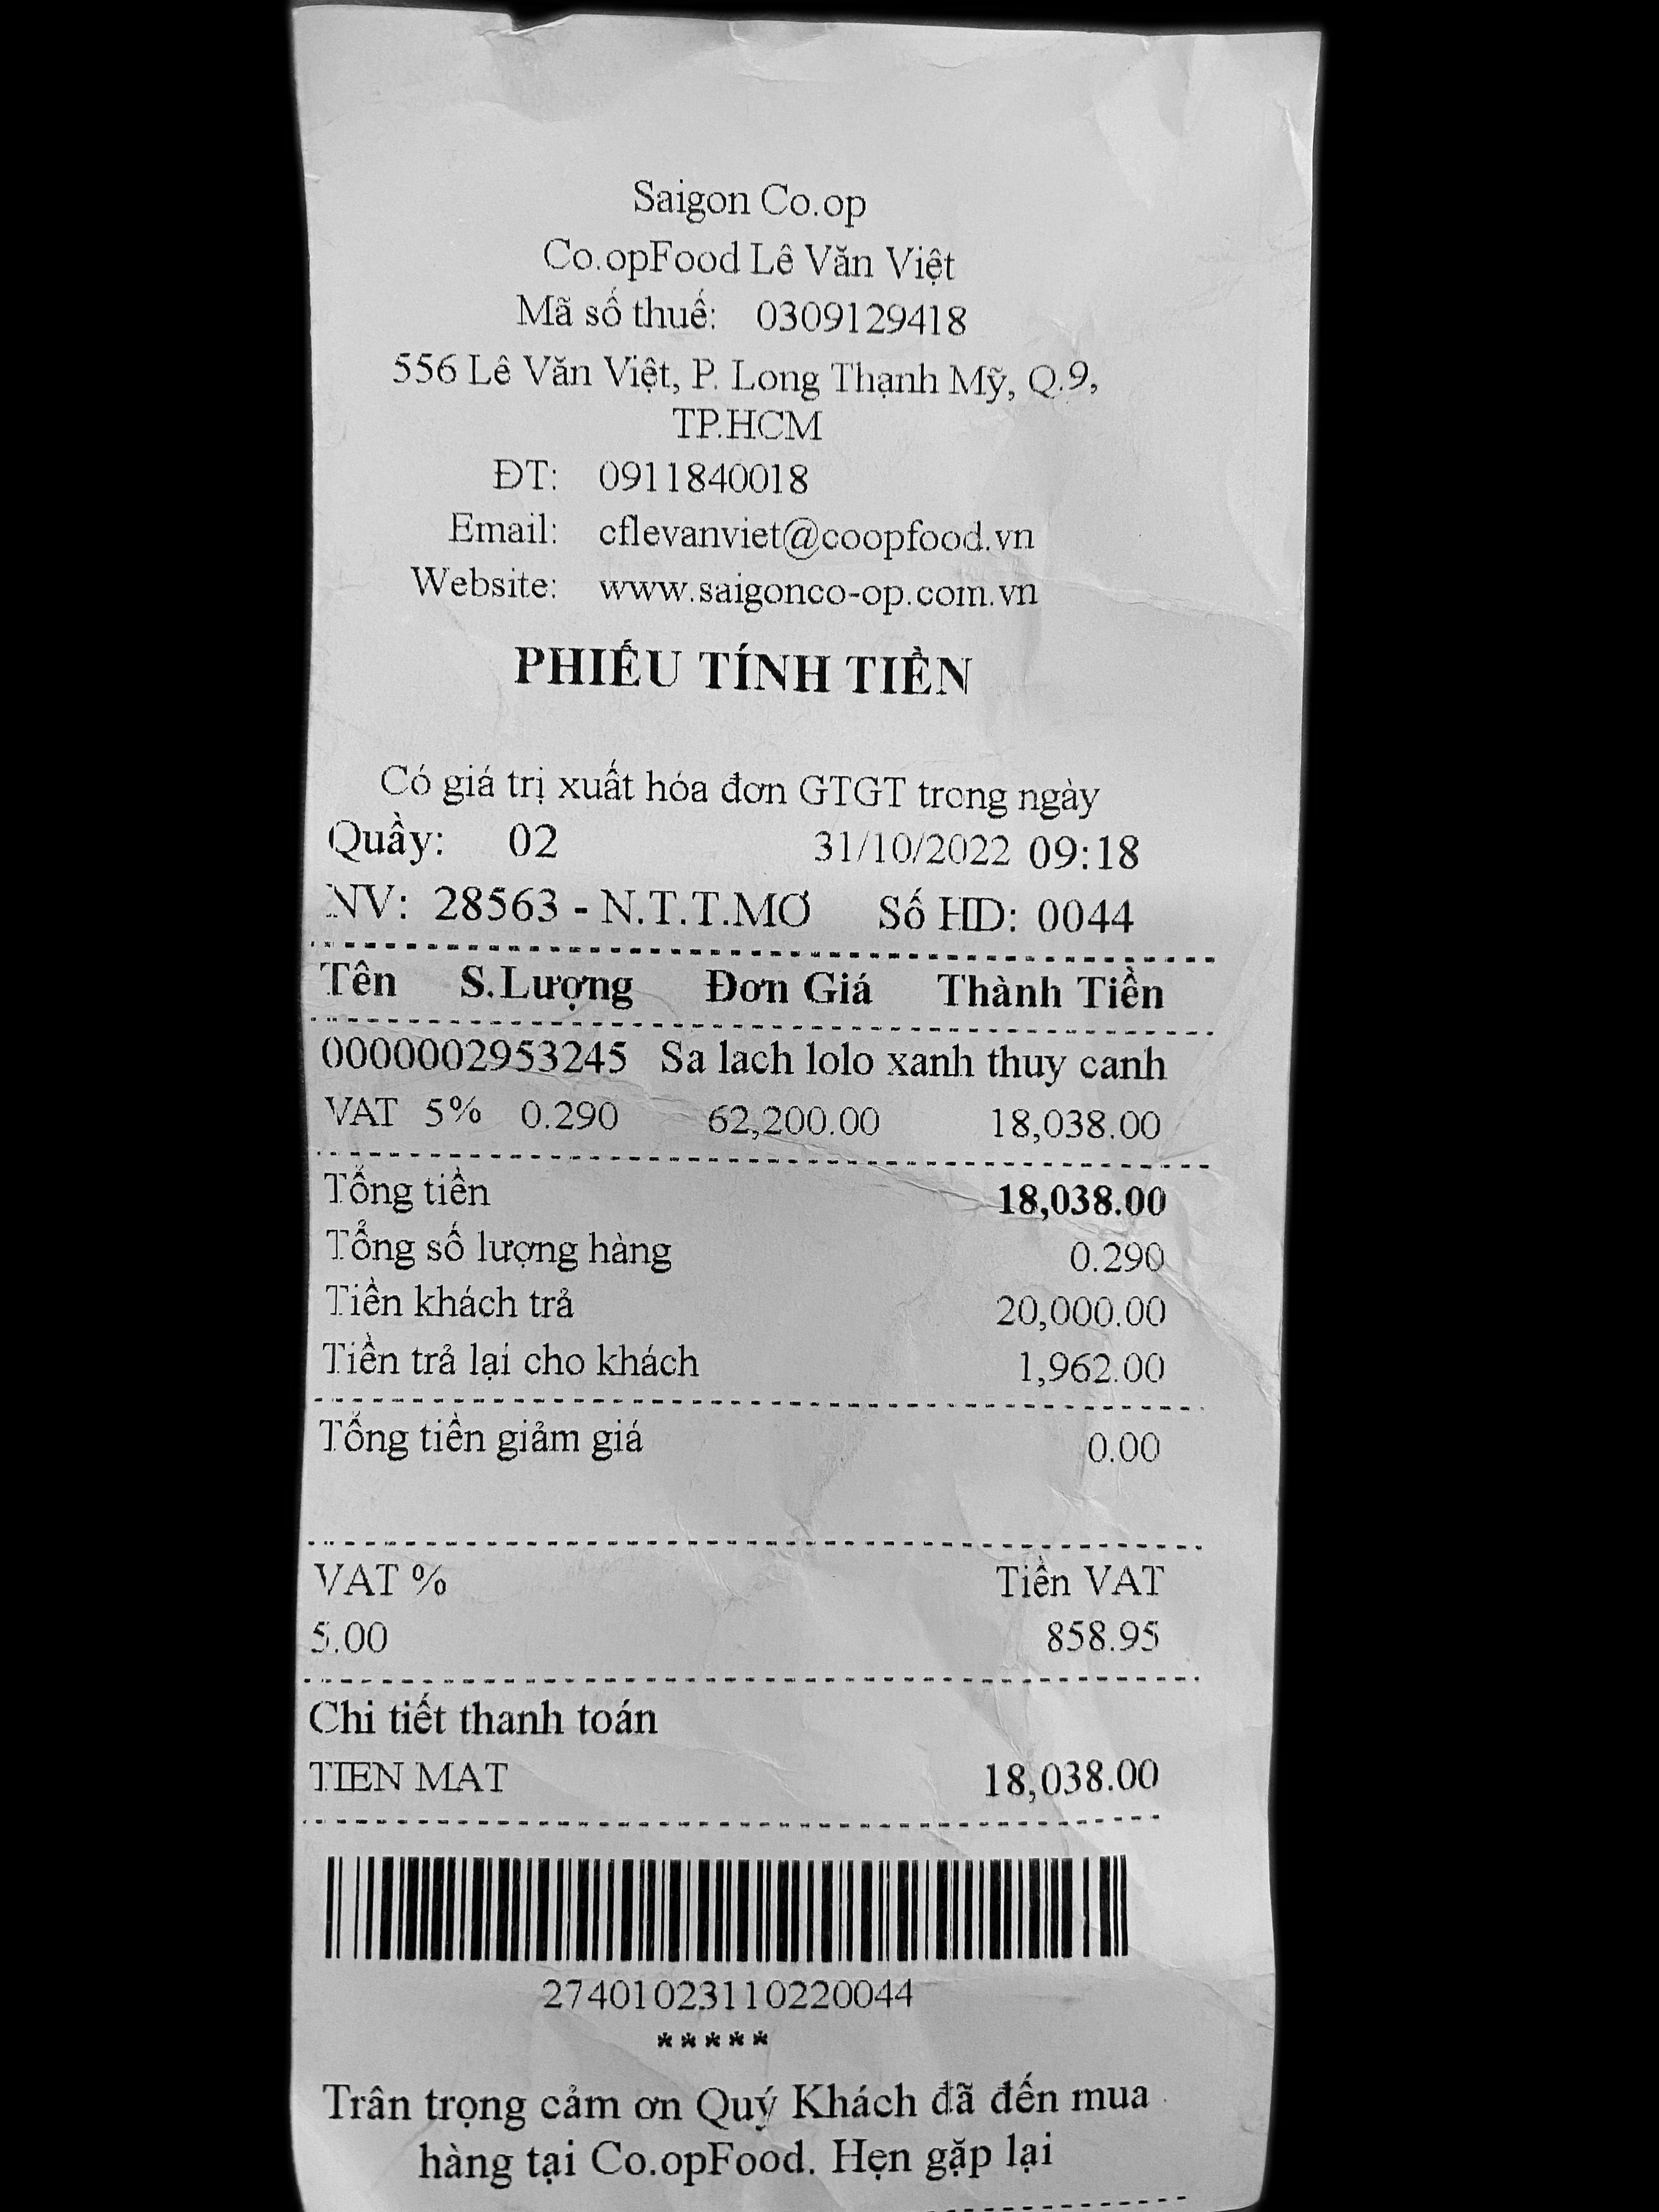 Saigon Co.op
Co.opFood Lê Văn Việt
Mã số thuế: 0309129418
556 Lê Văn Việt, P. Long Thạnh Mỹ, Q.9,
TP.HCM
ĐT: 0911840018
Email: cflevanviet@coopfood.vn
Website: www.saigonco-op.com.vn
PHIẾU TÍNH TIỀN
Có giá trị xuất hóa đơn GTGT trong ngày
Quầy: 02 31/10/2022 09:18
NV: 28563 - N.T.T.MƠ Số HD: 0044
Tên S.Lượng Đơn Giá Thành Tiền
0000002953245 Sa lach lolo xanh thuy canh
VAT 5% 0.290 62,200.00 18,038.00
Tổng tiền 18,038.00
Tổng số lượng hàng 0.290
Tiền khách trả 20,000.00
Tiền trả lại cho khách 1,962.00
Tổng tiền giảm giá 0.00
VAT % Tiền VAT
5.00 858.95
Chi tiết thanh toán
TIEN MAT 18,038.00
27401023110220044
*****
Trân trọng cảm ơn Quý Khách đã đến mua
hàng tại Co.opFood. Hẹn gặp lại